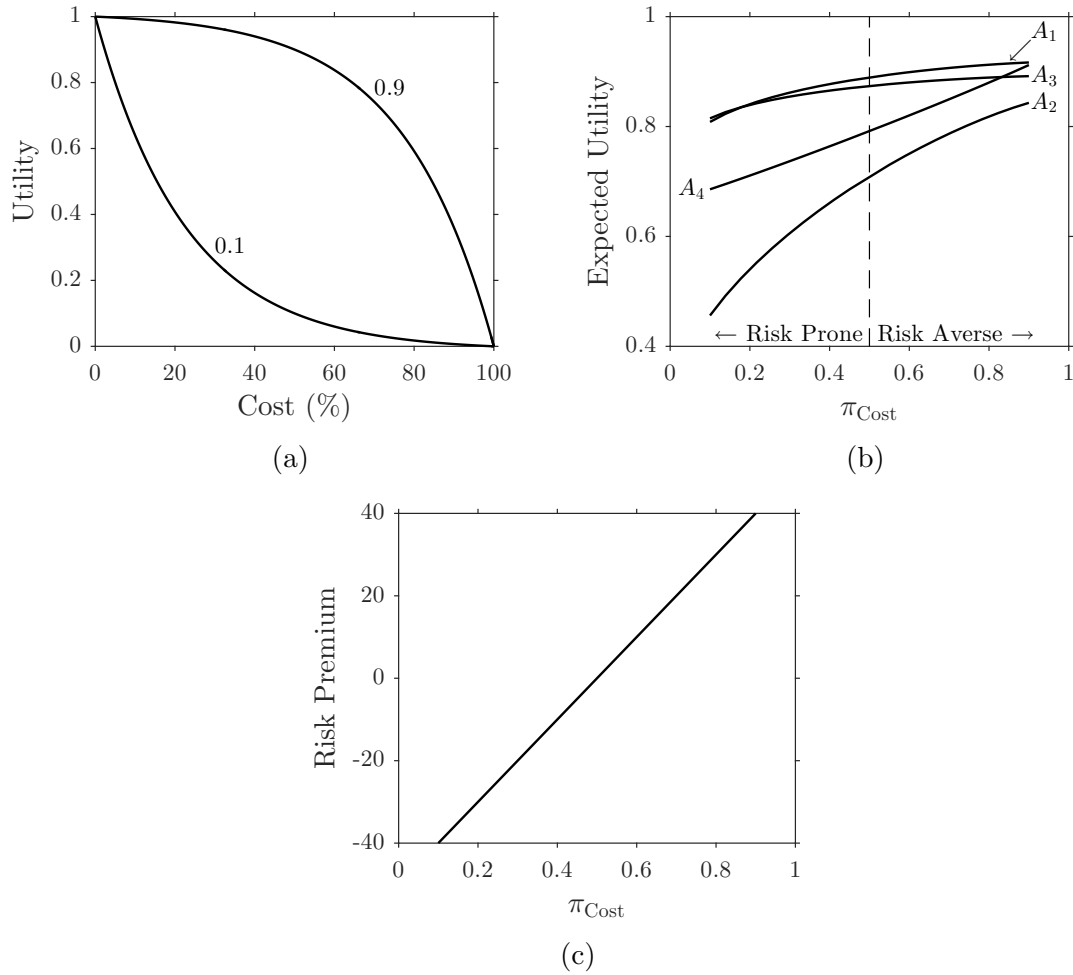 1
0.8
0.6
0.4
0.2
0
Utility
0.9
0.1
0 20 40 60 80 100
Cost (%)
(a)
1
0.8
0.6
0.4
Expected Utility
A1
A3
A2
A4
← Risk Prone Risk Averse →
0 0.2 0.4 0.6 0.8 1
πCost
(b)
40
20
0
-20
-40
Risk Premium
0 0.2 0.4 0.6 0.8 1
πCost
(c)